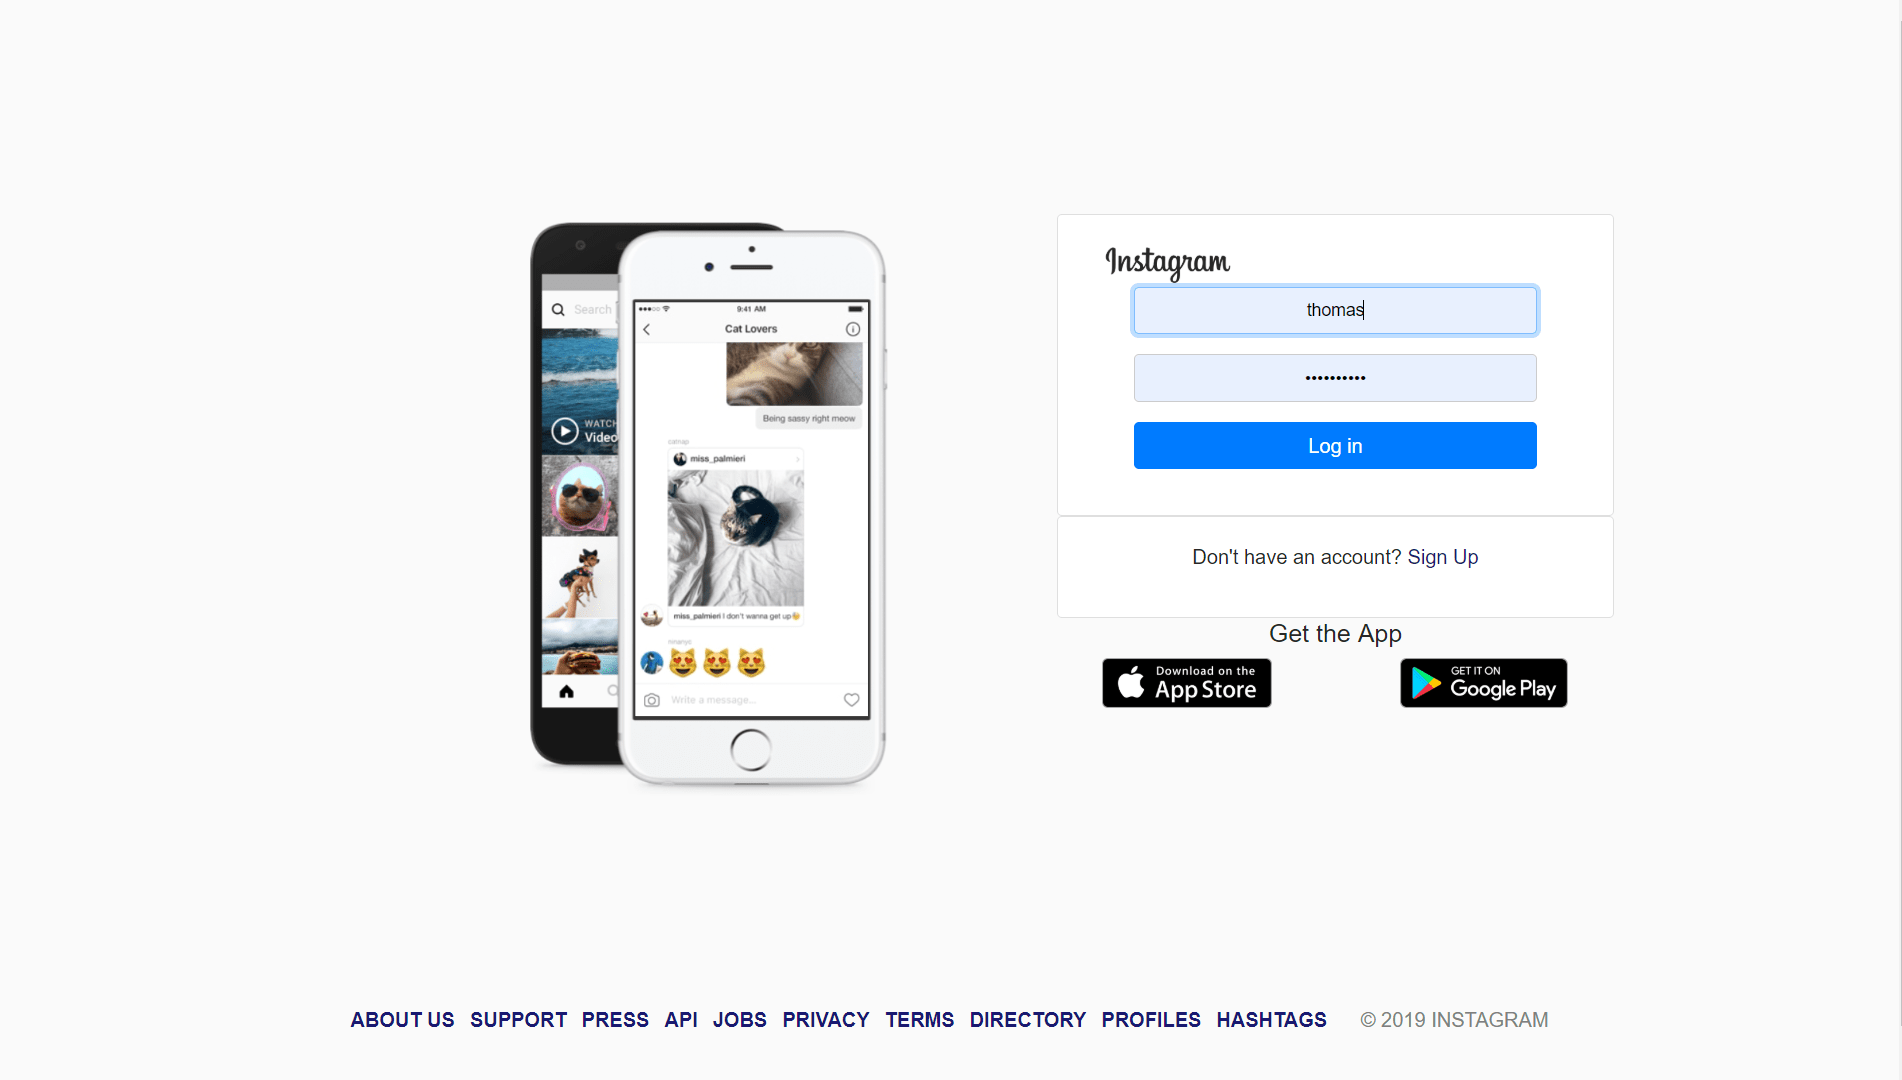 Search
WATCH
Video
9:41 AM
Cat Lovers
Being sassy right meow
miss_palmieri
miss_palmieri I don't wanna get up
Write a message...
Instagram
thomas
••••••••••
Log in
Don't have an account? Sign Up
Get the App
Download on the
App Store
GET IT ON
Google Play
ABOUT US SUPPORT PRESS API JOBS PRIVACY TERMS DIRECTORY PROFILES HASHTAGS © 2019 INSTAGRAM